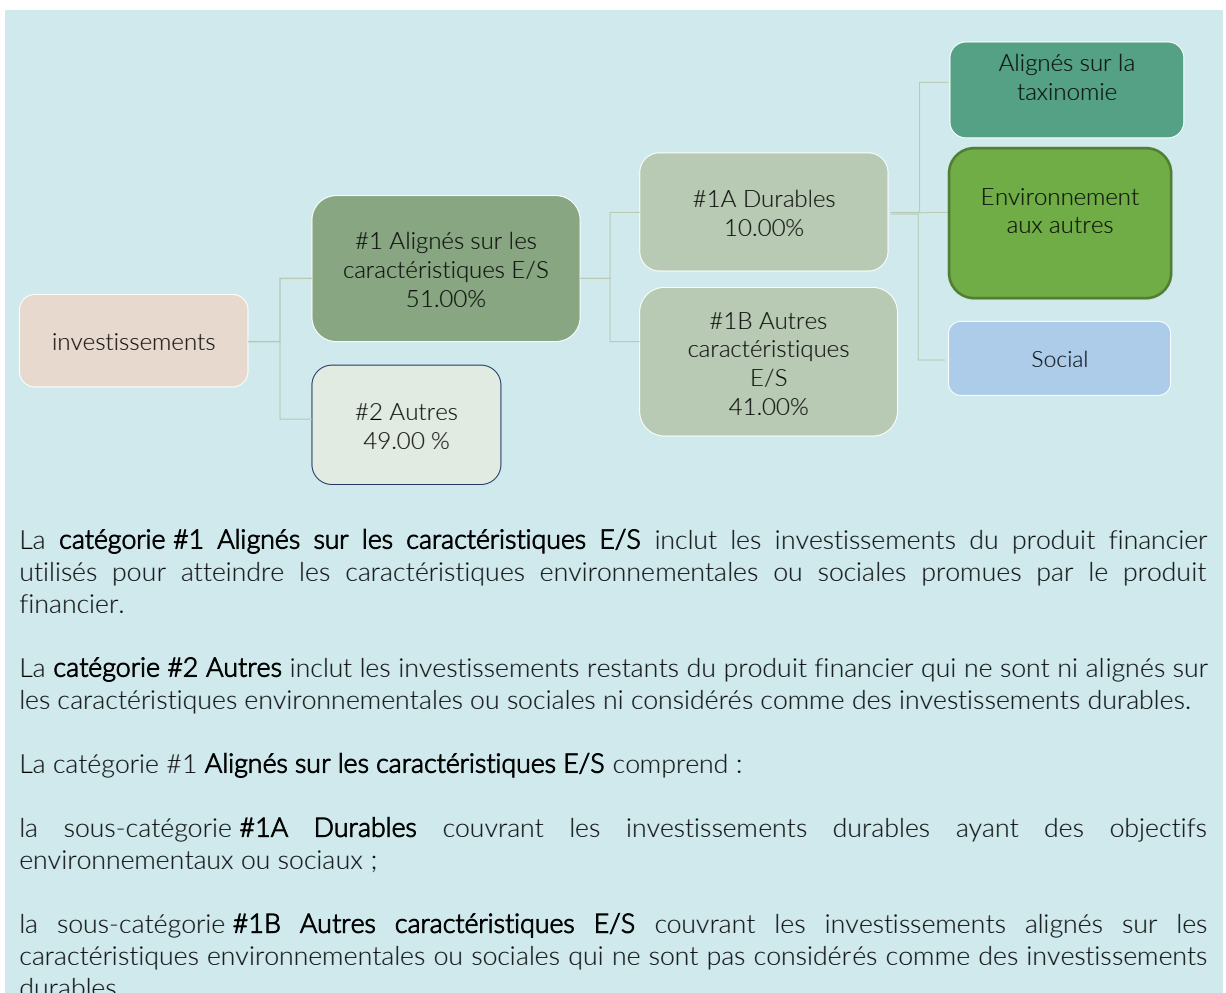 Alignés sur la
taxinomie
#1A Durables
10.00%
Environnement
aux autres
#1 Alignés sur les
caractéristiques E/S
51.00%
investissements
#1B Autres
caractéristiques
E/S
41.00%
Social
#2 Autres
49.00 %
La catégorie #1 Alignés sur les caractéristiques E/S inclut les investissements du produit financier
utilisés pour atteindre les caractéristiques environnementales ou sociales promues par le produit
financier.
La catégorie #2 Autres inclut les investissements restants du produit financier qui ne sont ni alignés sur
les caractéristiques environnementales ou sociales ni considérés comme des investissements durables.
La catégorie #1 Alignés sur les caractéristiques E/S comprend :
la sous-catégorie #1A Durables couvrant les investissements durables ayant des objectifs
environnementaux ou sociaux ;
la sous-catégorie #1B Autres caractéristiques E/S couvrant les investissements alignés sur les
caractéristiques environnementales ou sociales qui ne sont pas considérés comme des investissements
durables